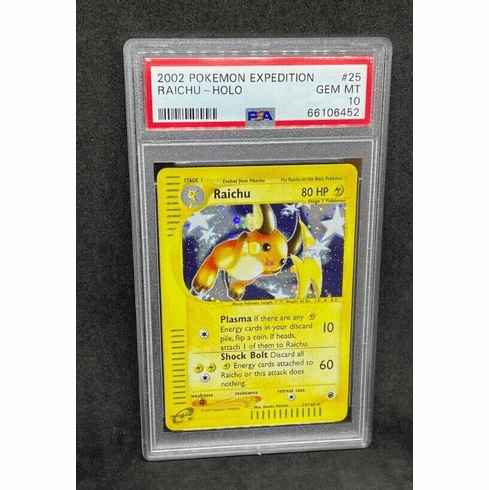 2002 POKEMON EXPEDITION #25
RAICHU - HOLO GEM MT
10
PSA 66106452
STAGE 1 Evolves from Pikachu Put Raichu on the Basic Pokémon
Raichu 80 HP
Stage 1 Pokémon
Plasma If there are any
Energy cards in your discard
pile, flip a coin. If heads,
attach 1 of them to Raichu.
10
Shock Bolt Discard all
Energy cards attached to
Raichu or this attack does
nothing.
60
weakness resistance retreat cost